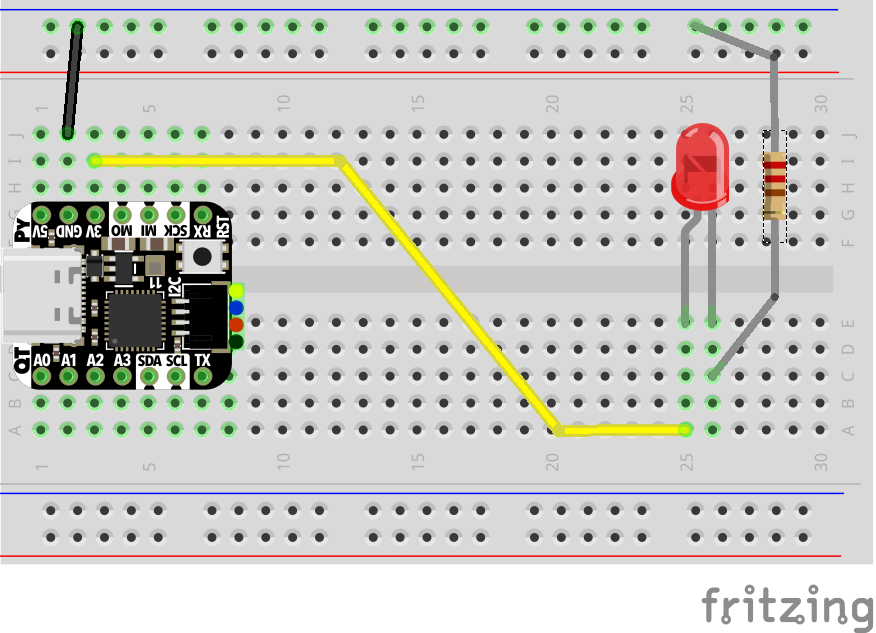 1 5 10 15 20 25 30
J J
I I
H H
G G
F F
PY 5V GND 3V MO MI SCK RX RST
I2C
11
QT A0 A1 A2 A3 SDA SCL TX
E E
D
C C
B B
A A
1 5 10 15 20 25 30
fritzing